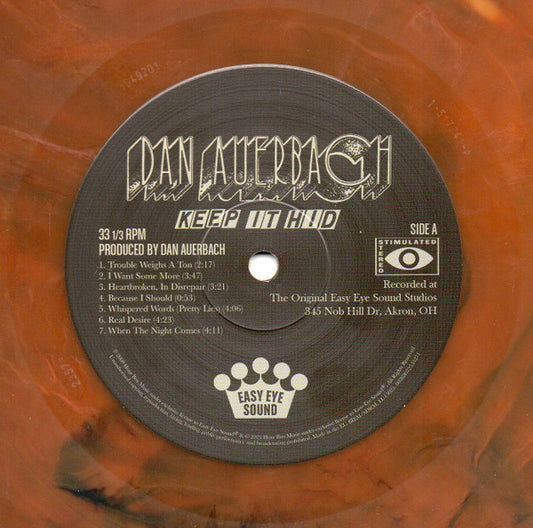 DAN AUERBACH
KEEP IT HID
33 1/3 RPM
PRODUCED BY DAN AUERBACH
1. Trouble Weighs A Ton (2:17)
2. I Want Some More (3:47)
3. Heartbroken, In Disrepair (3:21)
4. Because I Should (0:53)
5. Whispered Words (Pretty Lies) (4:06)
6. Real Desire (4:23)
7. When The Night Comes (4:11)
SIDE A
STEREO
STIMULATED
Recorded at
The Original Easy Eye Sound Studios
345 Nob Hill Dr, Akron, OH
EASY EYE
SOUND